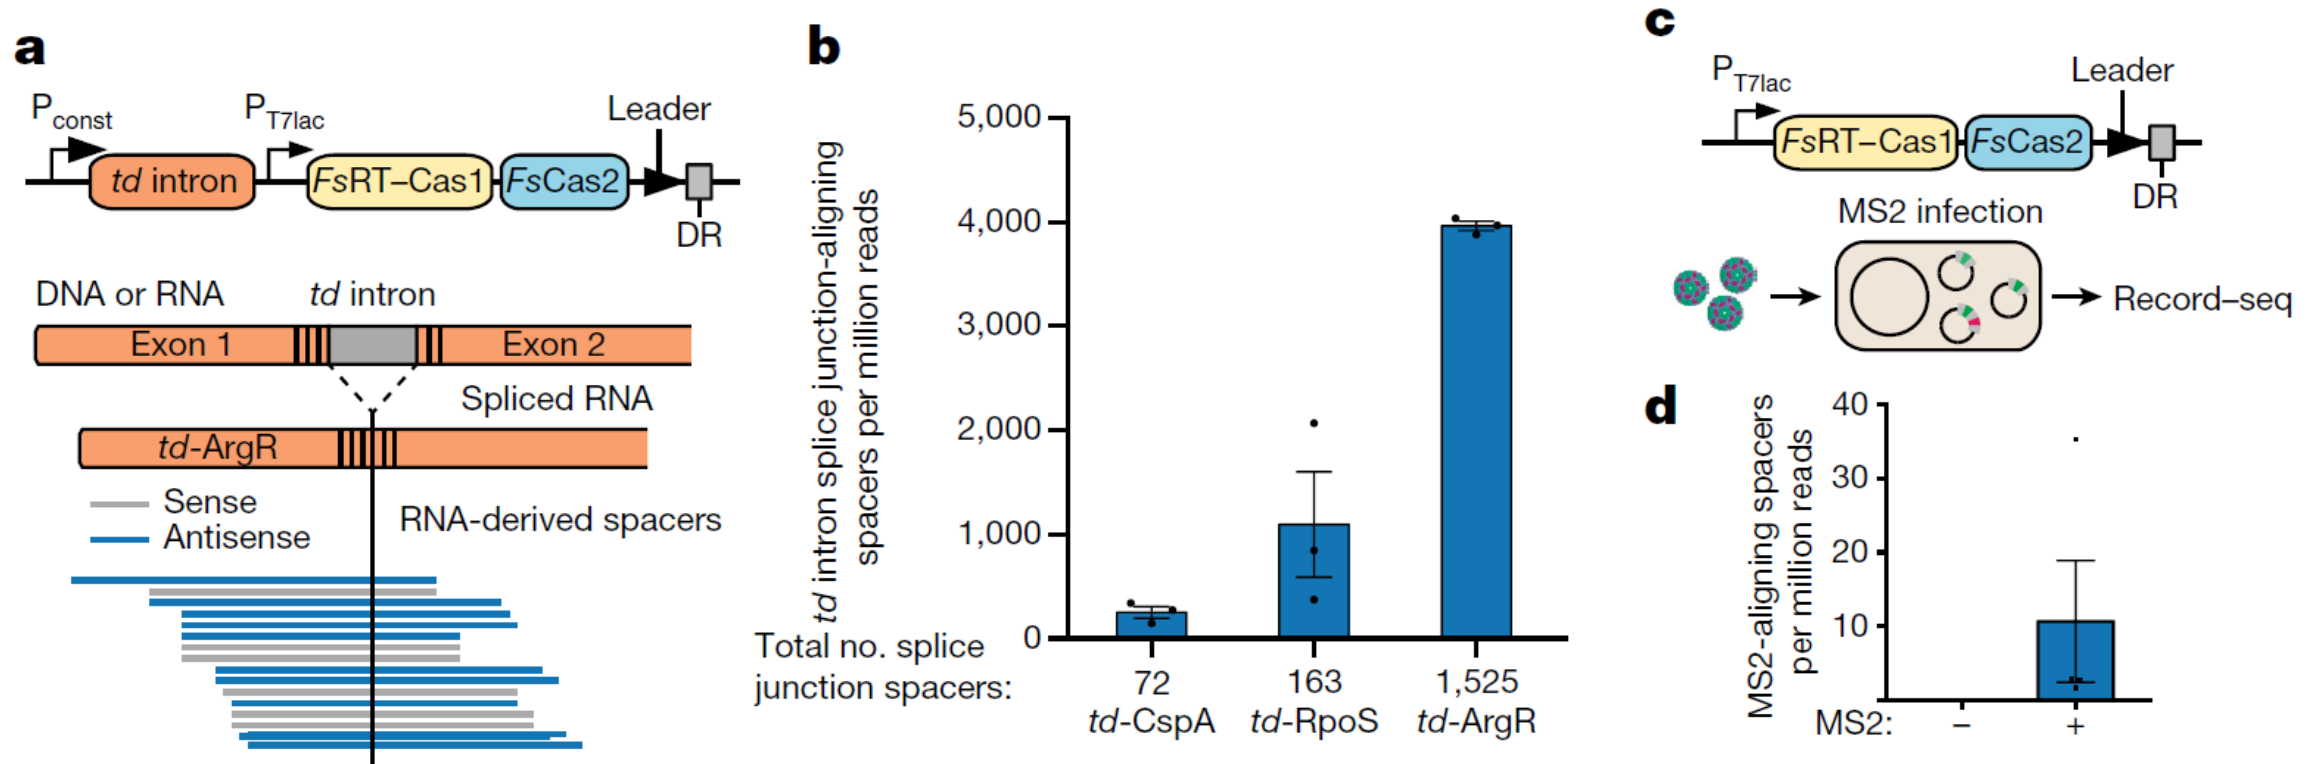 a
P const
P T7lac
Leader
td intron
FsRT–Cas1
FsCas2
DR
DNA or RNA
td intron
Exon 1
Exon 2
Spliced RNA
td-ArgR
Sense
Antisense
RNA-derived spacers
b
td intron splice junction-aligning
spacers per million reads
5,000
4,000
3,000
2,000
1,000
0
Total no. splice
junction spacers:
72
163
1,525
td-CspA
td-RpoS
td-ArgR
c
P T7lac
Leader
FsRT–Cas1
FsCas2
DR
MS2 infection
Record–seq
d
MS2-aligning spacers
per million reads
40
30
20
10
MS2:
–
+